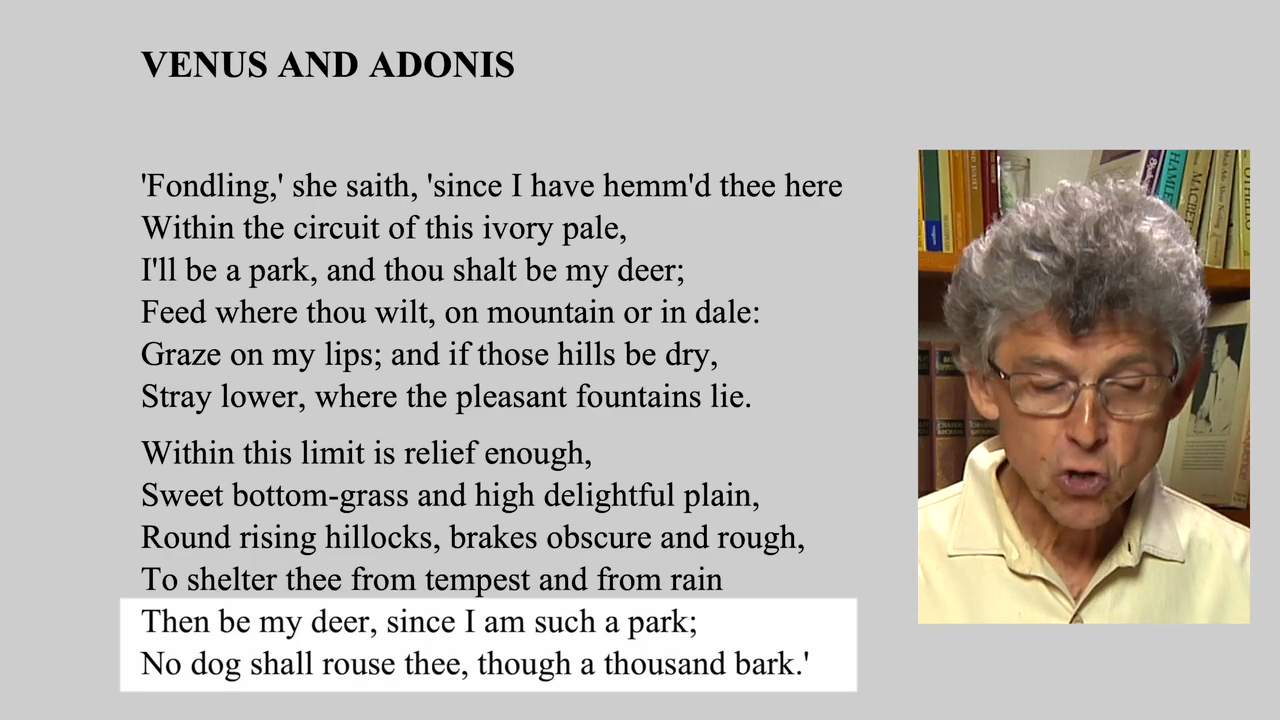 VENUS AND ADONIS
'Fondling,' she saith, 'since I have hemm'd thee here
Within the circuit of this ivory pale,
I'll be a park, and thou shalt be my deer;
Feed where thou wilt, on mountain or in dale:
Graze on my lips; and if those hills be dry,
Stray lower, where the pleasant fountains lie.
Within this limit is relief enough,
Sweet bottom-grass and high delightful plain,
Round rising hillocks, brakes obscure and rough,
To shelter thee from tempest and from rain
Then be my deer, since I am such a park;
No dog shall rouse thee, though a thousand bark.'
HAMLET
MACBETH
OTHELLO